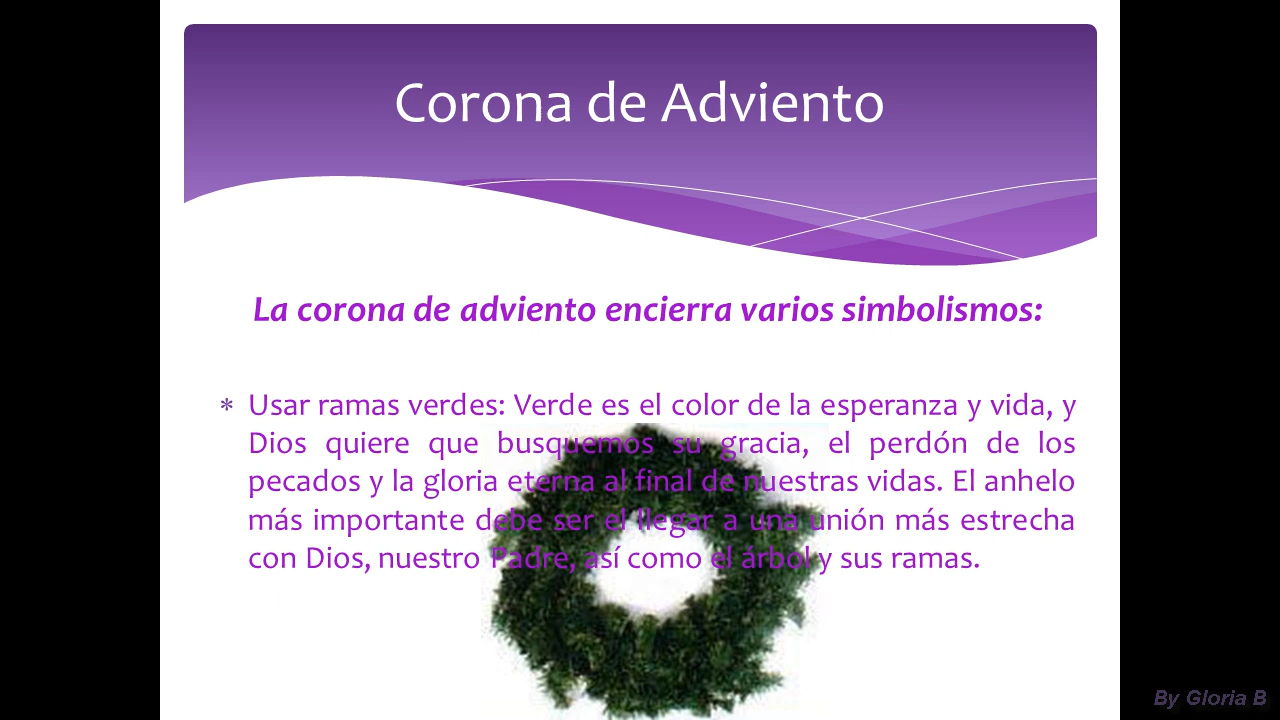 Corona de Adviento
La corona de adviento encierra varios simbolismos:
* Usar ramas verdes: Verde es el color de la esperanza y vida, y
Dios quiere que busquemos su gracia, el perdón de los
pecados y la gloria eterna al final de nuestras vidas. El anhelo
más importante debe ser el llegar a una unión más estrecha
con Dios, nuestro Padre, así como el árbol y sus ramas.
By Gloria B